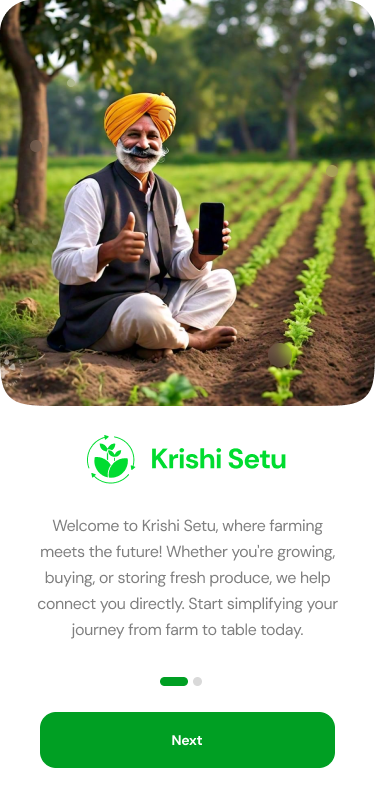 Krishi Setu
Welcome to Krishi Setu, where farming
meets the future! Whether you're growing,
buying, or storing fresh produce, we help
connect you directly. Start simplifying your
journey from farm to table today.
Next